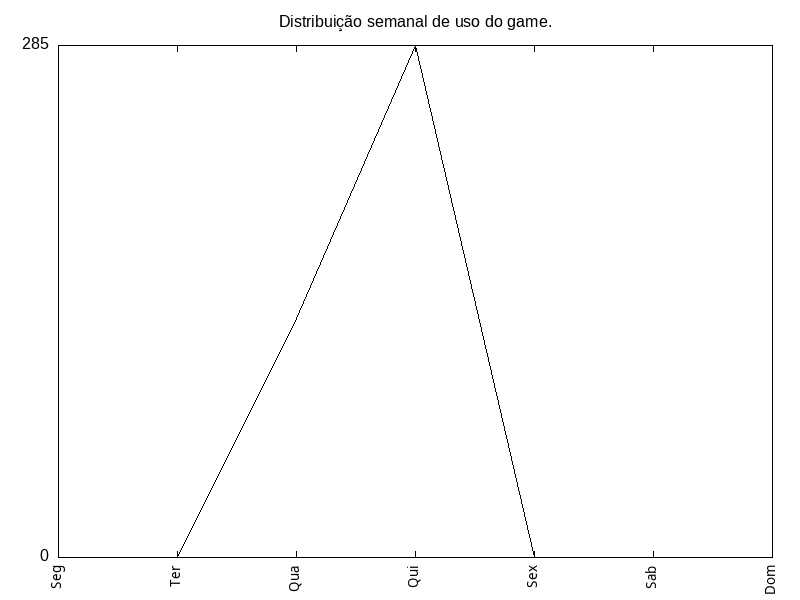 Distribuição semanal de uso do game.
285
0
Seg
Ter
Qua
Qui
Sex
Sab
Dom